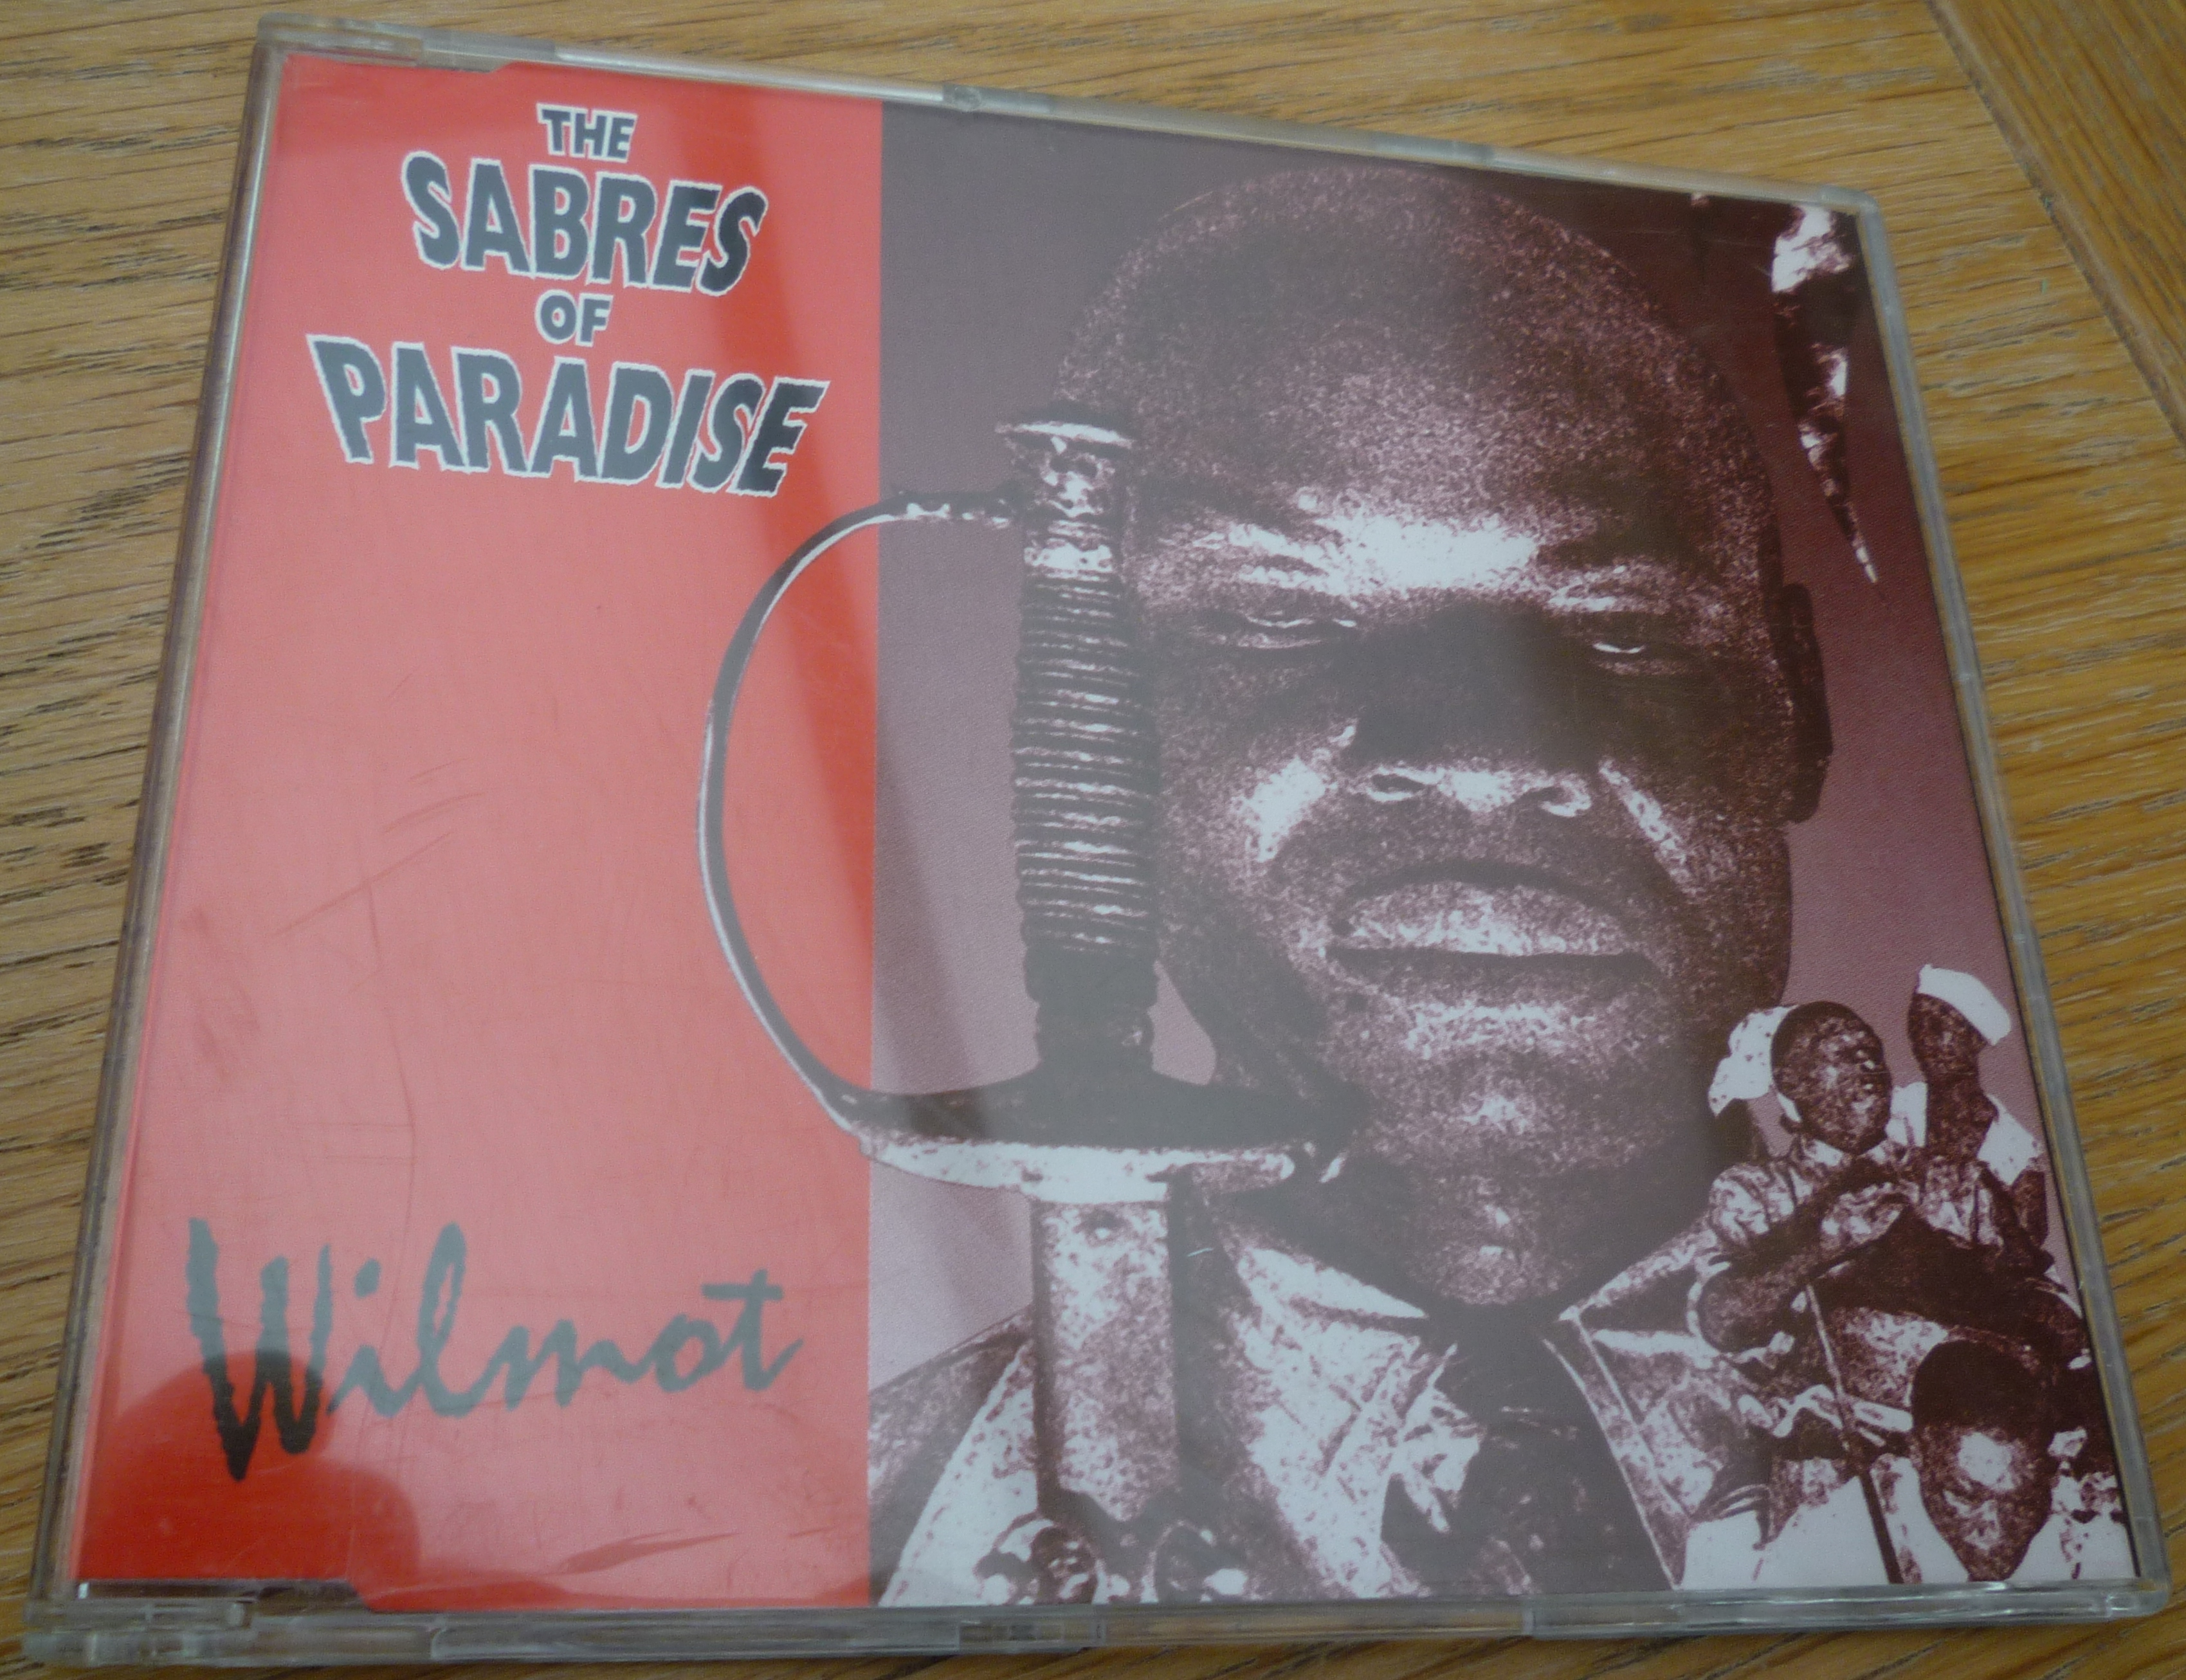 THE
SABRES
OF
PARADISE
Wilmot